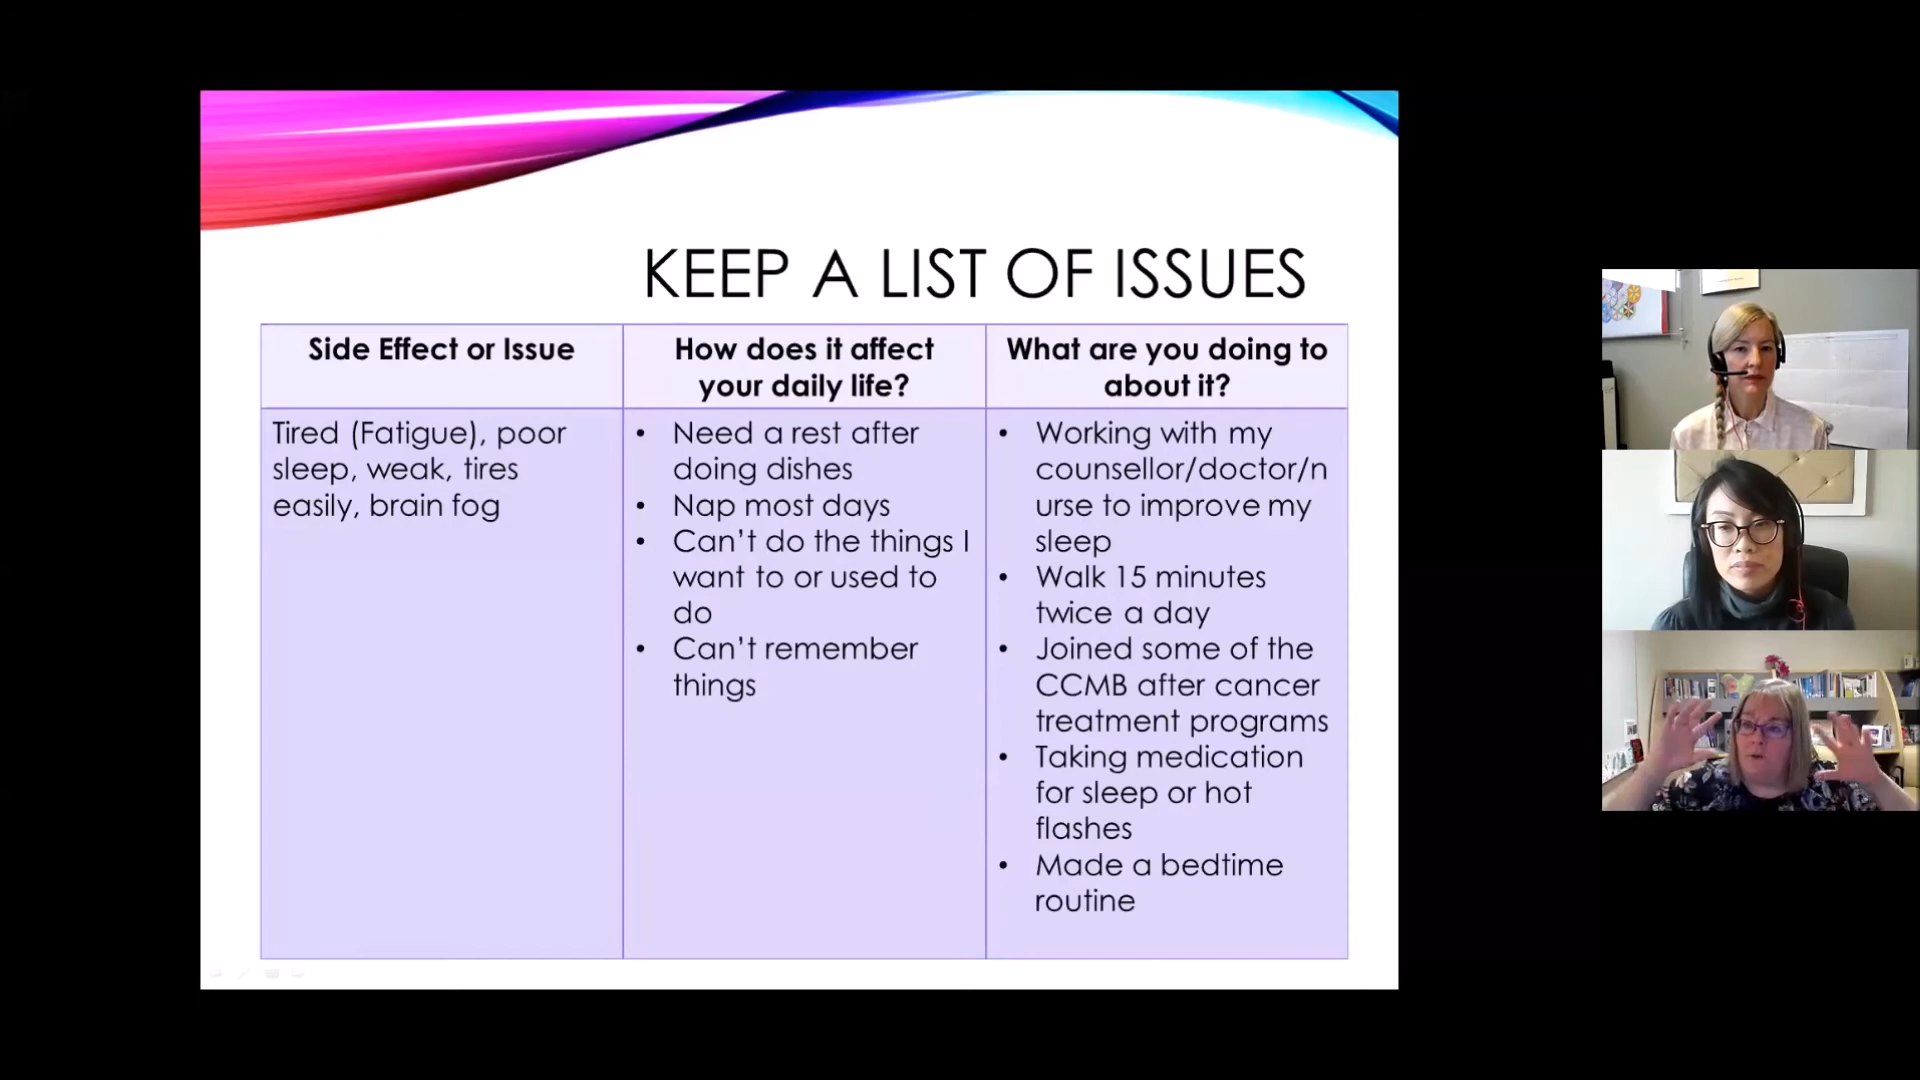 KEEP A LIST OF ISSUES
Side Effect or Issue
How does it affect
your daily life?
What are you doing to
about it?
Tired (Fatigue), poor
sleep, weak, tires
easily, brain fog
• Need a rest after
doing dishes
• Nap most days
• Can't do the things I
want to or used to
do
• Can't remember
things
• Working with my
counsellor/doctor/n
urse to improve my
sleep
• Walk 15 minutes
twice a day
• Joined some of the
CCMB after cancer
treatment programs
• Taking medication
for sleep or hot
flashes
• Made a bedtime
routine